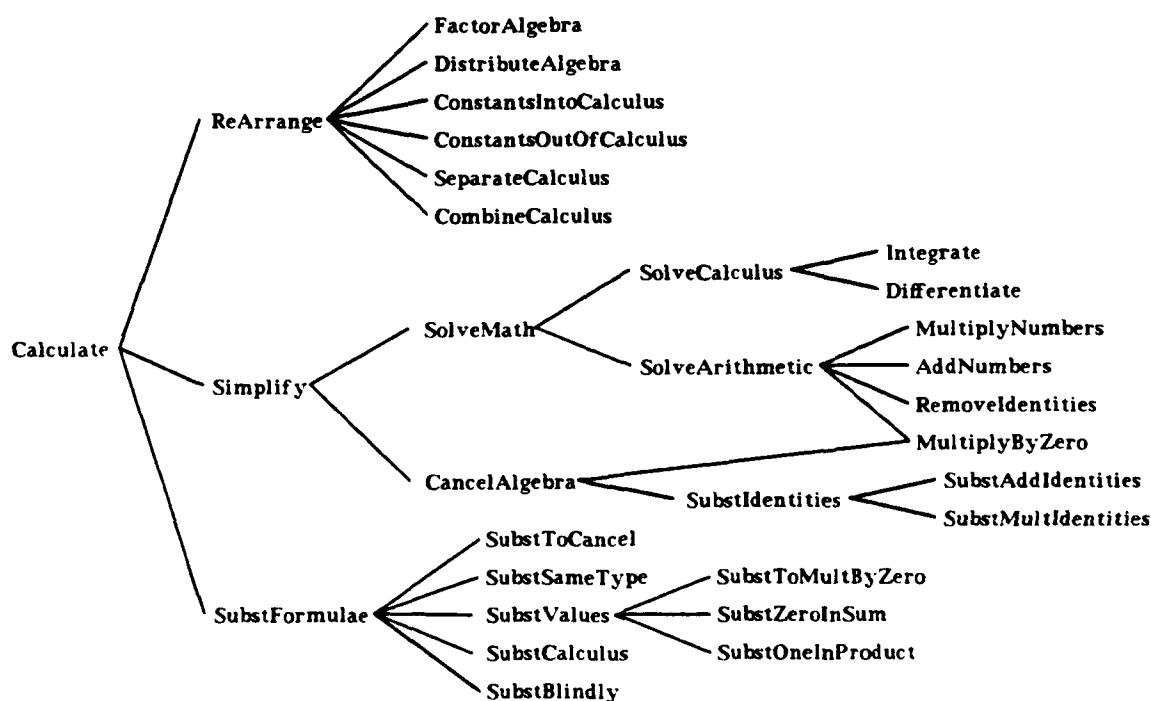 FactorAlgebra
DistributeAlgebra
ConstantsIntoCalculus
ReArrange
ConstantsOutOfCalculus
SeparateCalculus
CombineCalculus
Integrate
SolveCalculus
Differentiate
SolveMath
MultiplyNumbers
Calculate
SolveArithmetic
AddNumbers
Simplify
RemoveIdentities
MultiplyByZero
CancelAlgebra
SubstAddIdentities
SubstIdentities
SubstMultIdentities
SubstToCancel
SubstSameType
SubstToMultByZero
SubstFormulae
SubstValues
SubstZeroInSum
SubstCalculus
SubstOneInProduct
SubstBlindly